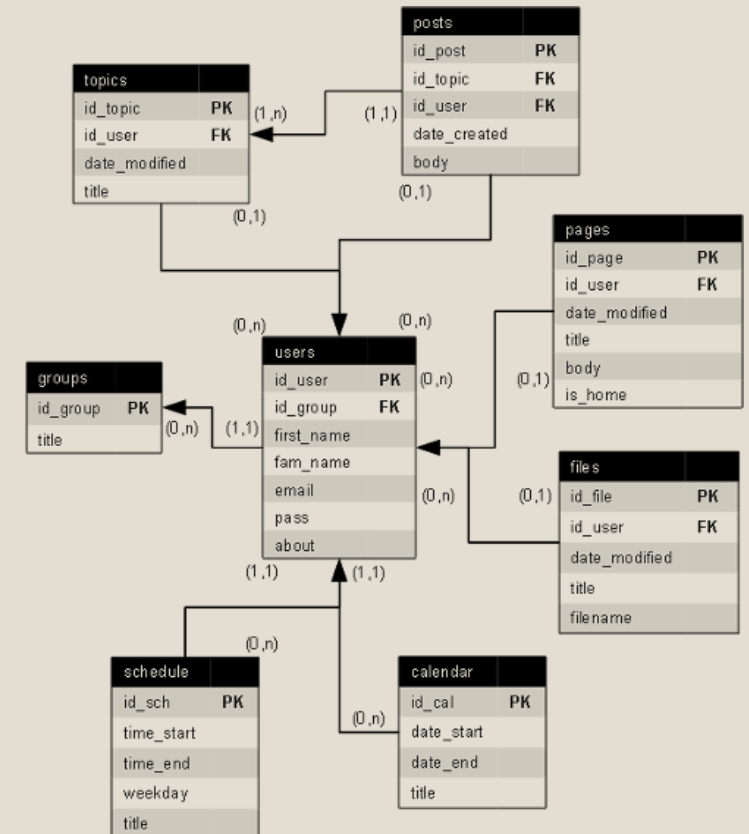 posts
id_post PK
id_topic FK
id_user FK
date_created
body
topics
id_topic PK
id_user FK
date_modified
title
(1,n)
(1,1)
(0,1)
(0,1)
pages
id_page PK
id_user FK
date_modified
title
body
is_home
(0,n)
(0,n)
users
id_user PK
id_group FK
first_name
fam_name
email
pass
about
(0,n)
(0,1)
groups
id_group PK
title
(0,n)
(1,1)
files
id_file PK
id_user FK
date_modified
title
filename
(0,n)
(0,1)
(1,1)
(1,1)
(0,n)
schedule
id_sch PK
time_start
time_end
weekday
title
(0,n)
calendar
id_cal PK
date_start
date_end
title